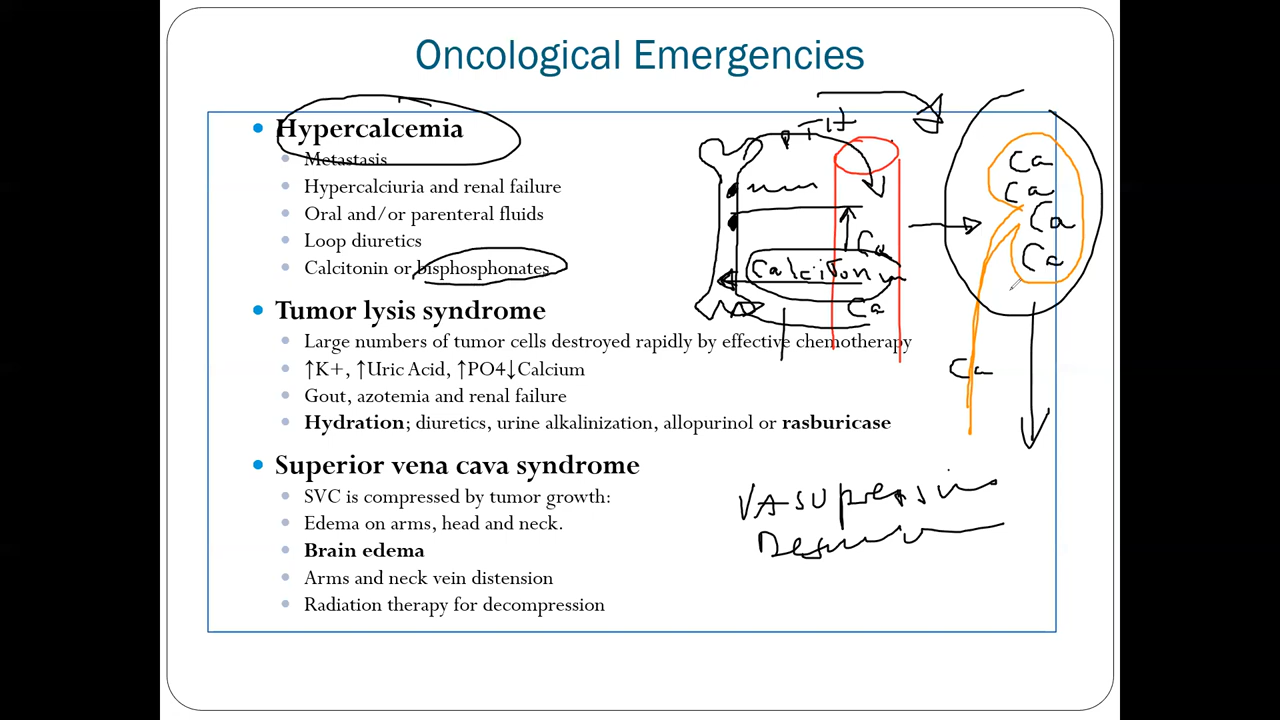 Oncological Emergencies
• Hypercalcemia
• Metastasis
• Hypercalciuria and renal failure
• Oral and/or parenteral fluids
• Loop diuretics
• Calcitonin or bisphosphonates
• Tumor lysis syndrome
• Large numbers of tumor cells destroyed rapidly by effective chemotherapy
• ↑K+, ↑Uric Acid, ↑PO4↓Calcium
• Gout, azotemia and renal failure
• Hydration; diuretics, urine alkalinization, allopurinol or rasburicase
• Superior vena cava syndrome
• SVC is compressed by tumor growth:
• Edema on arms, head and neck.
• Brain edema
• Arms and neck vein distension
• Radiation therapy for decompression
PTH
Ca
Calcitonin
Ca
Ca
Ca
Ca
Ca
Ca
VASUpressin